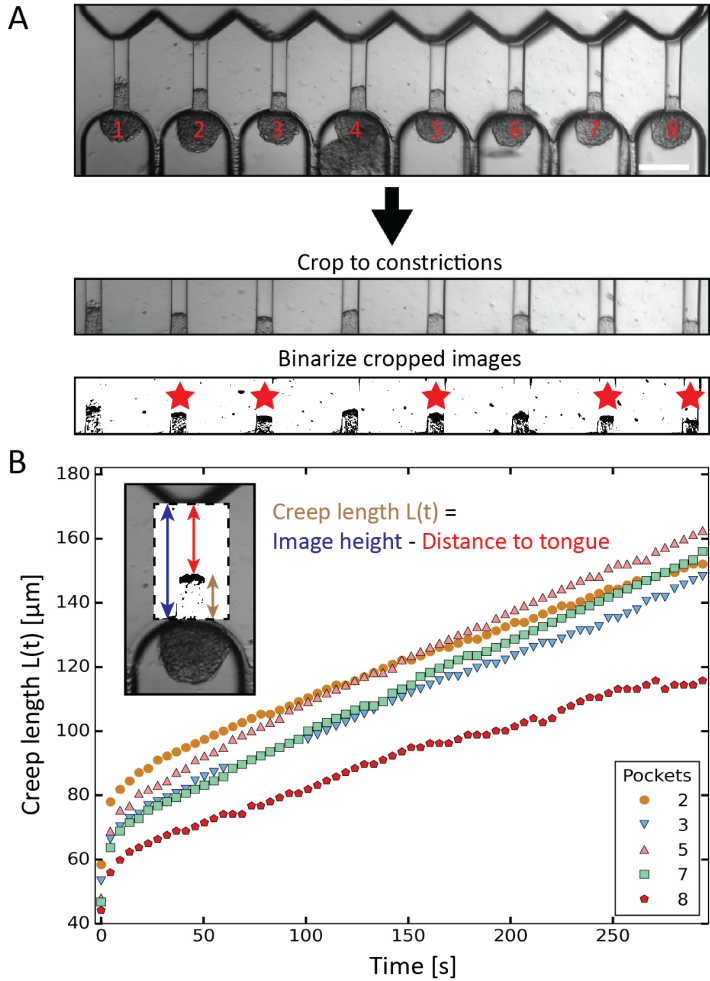 A
1 2 3 4 5 6 7 8
Crop to constrictions
Binarize cropped images
B
180
160
140
120
100
80
60
40
Creep length L(t) [μm]
Creep length L(t) =
Image height - Distance to tongue
Pockets
2
3
5
7
8
0 50 100 150 200 250
Time [s]